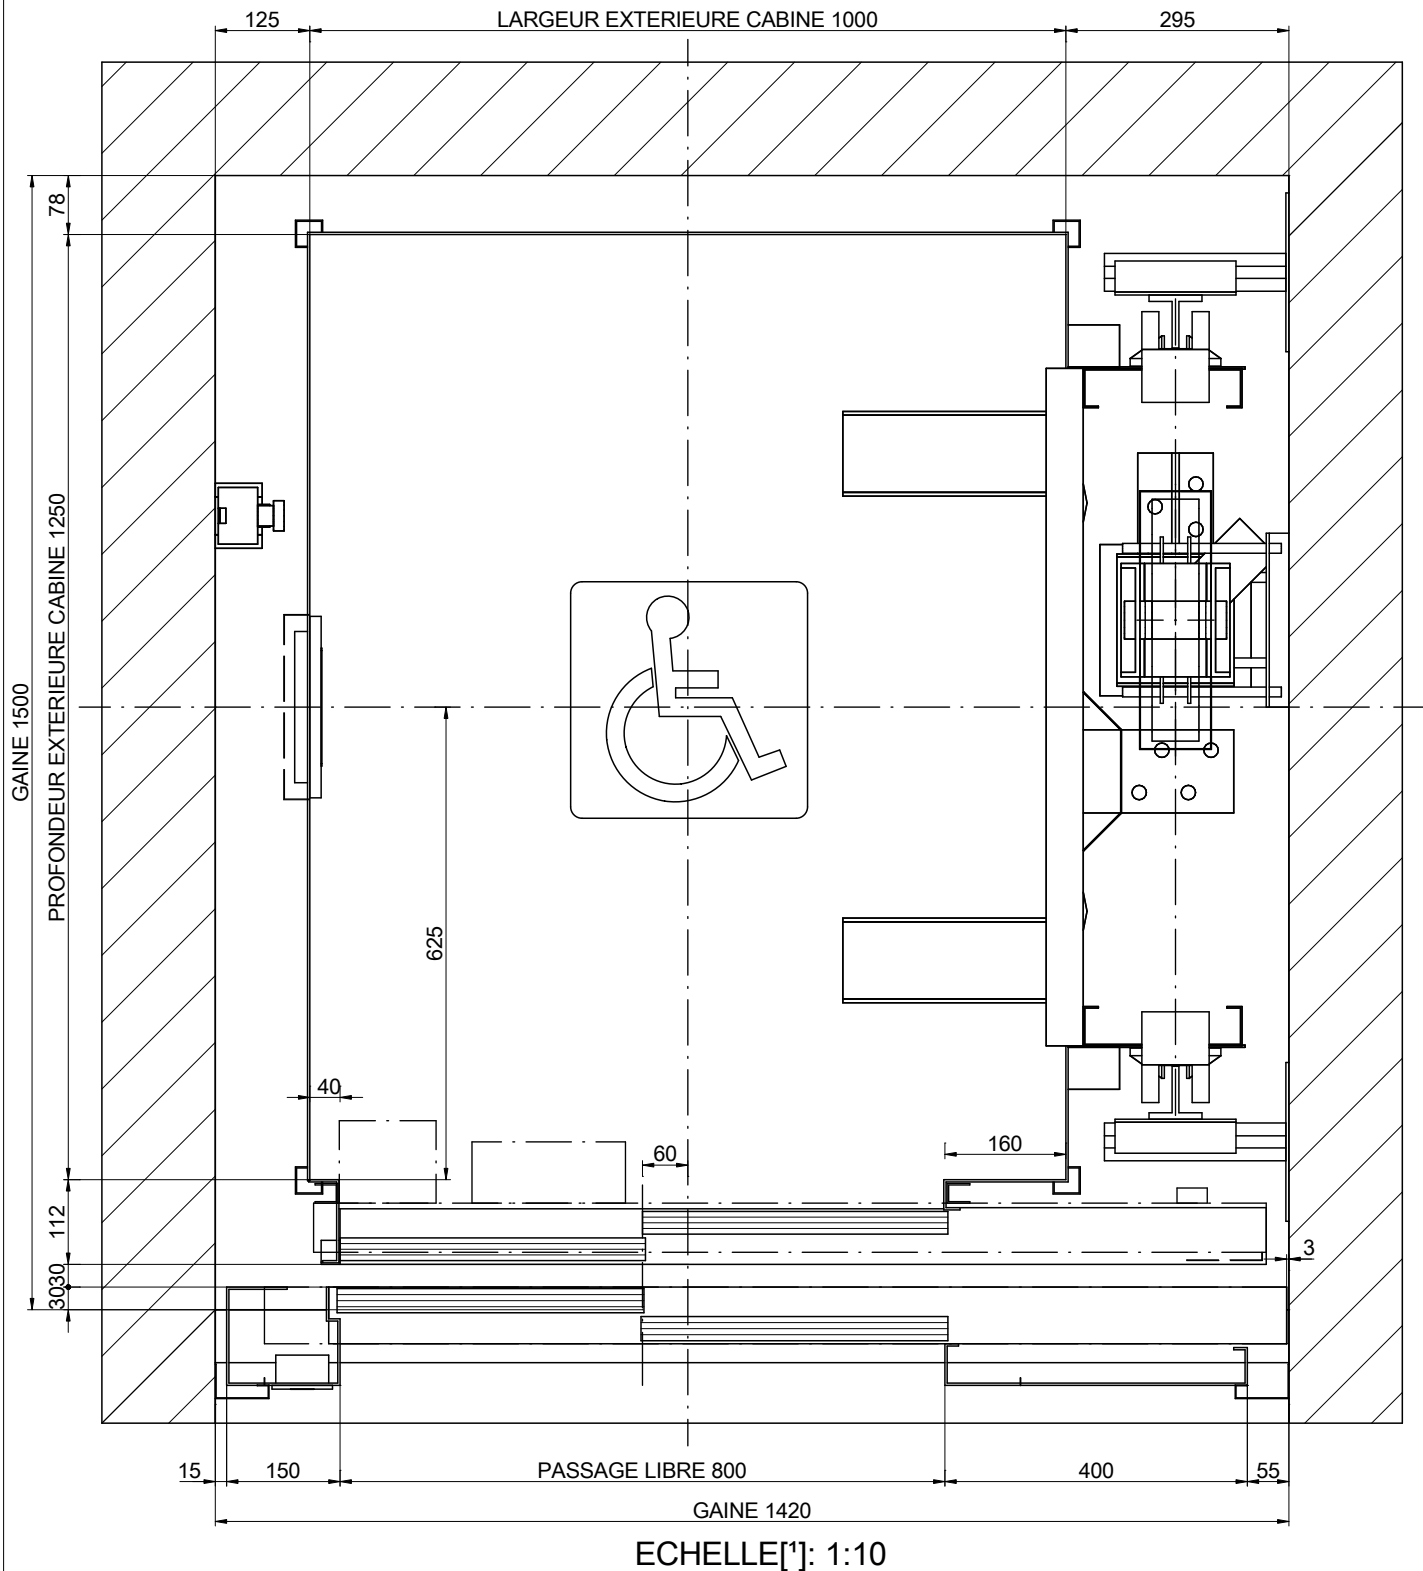 125
LARGEUR EXTERIEURE CABINE 1000
295
78
GAINE 1500
PROFONDEUR EXTERIEURE CABINE 1250
625
40
60
160
112
30
30
3
15
150
PASSAGE LIBRE 800
400
55
GAINE 1420
ECHELLE[¹]: 1:10